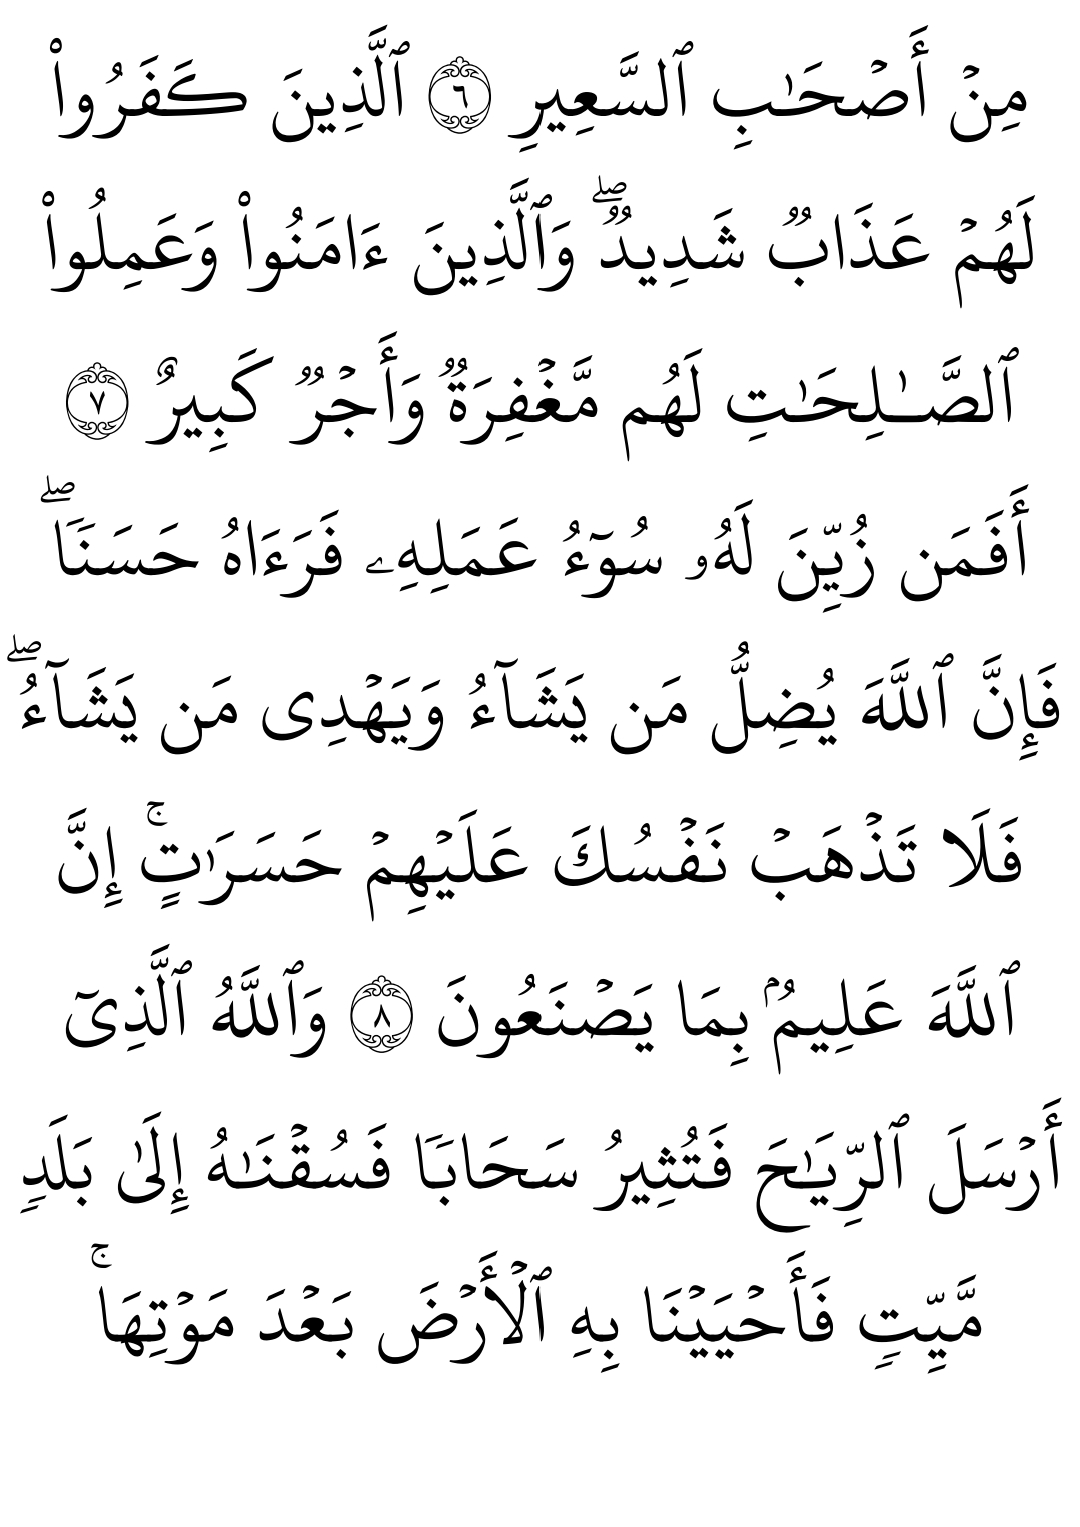 مِنۡ أَصۡحَٰبِ ٱلسَّعِيرِ ٦ ٱلَّذِينَ كَفَرُواْ
لَهُمۡ عَذَابٞ شَدِيدٞۖ وَٱلَّذِينَ ءَامَنُواْ وَعَمِلُواْ
ٱلصَّٰلِحَٰتِ لَهُم مَّغۡفِرَةٞ وَأَجۡرٞ كَبِيرٌ ٧
أَفَمَن زُيِّنَ لَهُۥ سُوٓءُ عَمَلِهِۦ فَرَءَاهُ حَسَنٗاۖ
فَإِنَّ ٱللَّهَ يُضِلُّ مَن يَشَآءُ وَيَهۡدِي مَن يَشَآءُۖ
فَلَا تَذۡهَبۡ نَفۡسُكَ عَلَيۡهِمۡ حَسَرَٰتٍۚ إِنَّ
ٱللَّهَ عَلِيمُۢ بِمَا يَصۡنَعُونَ ٨ وَٱللَّهُ ٱلَّذِيٓ
أَرۡسَلَ ٱلرِّيَٰحَ فَتُثِيرُ سَحَابٗا فَسُقۡنَٰهُ إِلَىٰ بَلَدٖ
مَّيِّتٖ فَأَحۡيَيۡنَا بِهِ ٱلۡأَرۡضَ بَعۡدَ مَوۡتِهَاۚ